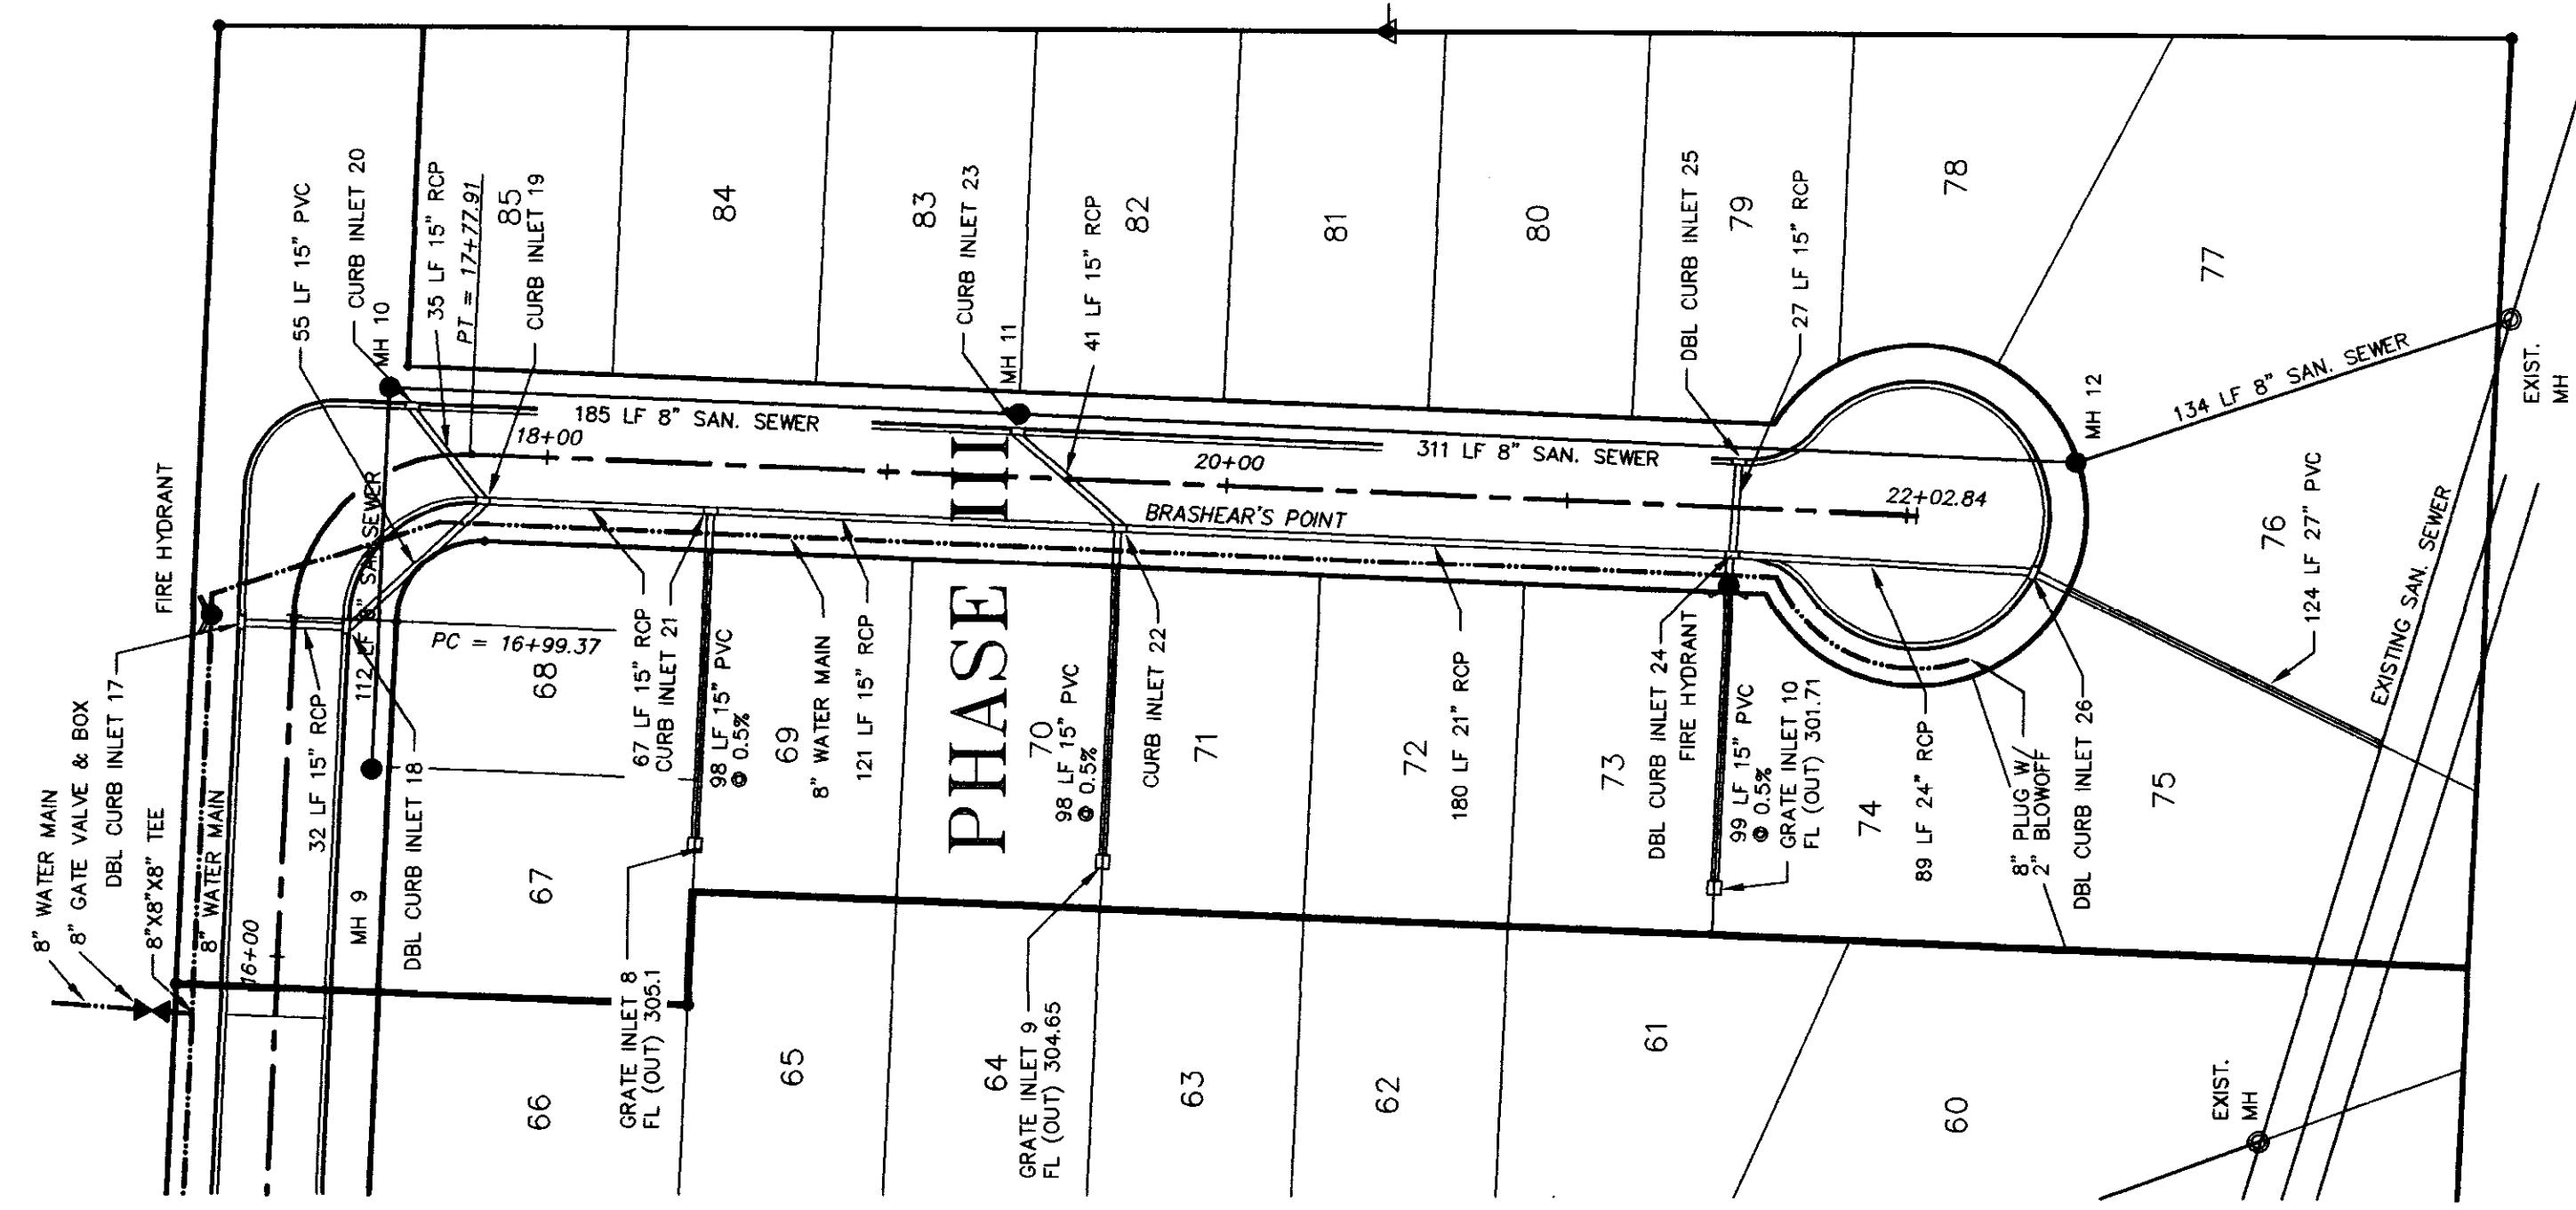 8" WATER MAIN
8" GATE VALVE & BOX
DBL CURB INLET 17
8"X8"X8" TEE
8" WATER MAIN
16+00
FIRE HYDRANT
32 LF 15" RCP
MH 9
112 LF 8" SAN. SEWER
DBL CURB INLET 18
PC = 16+99.37
55 LF 15" PVC
CURB INLET 20
MH 10
35 LF 15" RCP
PT = 17+77.91
85
CURB INLET 19
185 LF 8" SAN. SEWER
18+00
68
67
66
67 LF 15" RCP
CURB INLET 21
98 LF 15" PVC
@ 0.5%
GRATE INLET 8
FL (OUT) 305.1
84
69
8" WATER MAIN
121 LF 15" RCP
65
83
CURB INLET 23
MH 11
PHASE III
70
98 LF 15" PVC
@ 0.5%
64
GRATE INLET 9
FL (OUT) 304.65
41 LF 15" RCP
82
BRASHEAR'S POINT
20+00
CURB INLET 22
71
63
81
311 LF 8" SAN. SEWER
72
180 LF 21" RCP
62
80
73
61
DBL CURB INLET 24
FIRE HYDRANT
DBL CURB INLET 25
79
27 LF 15" RCP
99 LF 15" PVC
@ 0.5%
GRATE INLET 10
FL (OUT) 301.71
74
89 LF 24" RCP
22+02.84
78
60
8" PLUG W/
2" BLOWOFF
DBL CURB INLET 26
MH 12
75
134 LF 8" SAN. SEWER
77
76
124 LF 27" PVC
EXISTING SAN. SEWER
EXIST.
MH
EXIST.
MH